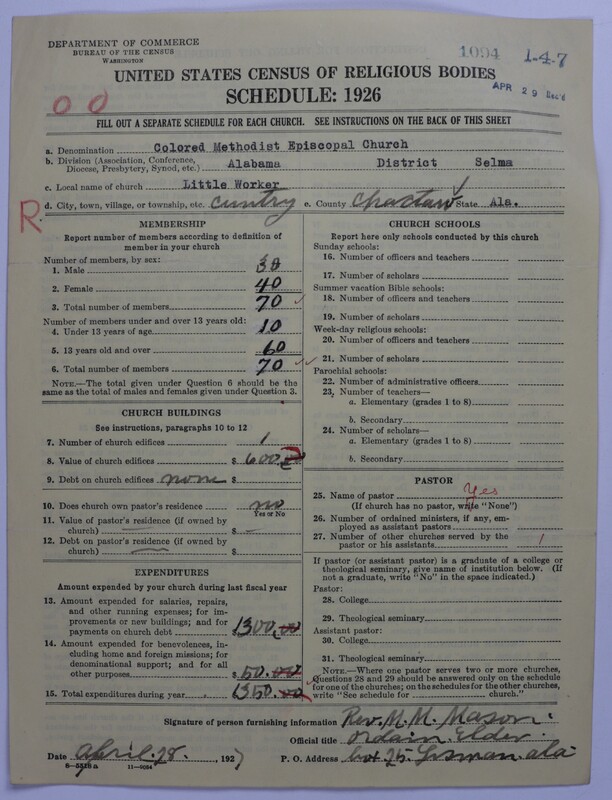 DEPARTMENT OF COMMERCE
BUREAU OF THE CENSUS
WASHINGTON
1094 1-4-7
APR 29
UNITED STATES CENSUS OF RELIGIOUS BODIES
SCHEDULE: 1926
00
FILL OUT A SEPARATE SCHEDULE FOR EACH CHURCH. SEE INSTRUCTIONS ON THE BACK OF THIS SHEET
a. Denomination Colored Methodist Episcopal Church
b. Division (Association, Conference, Diocese, Presbytery, Synod, etc.) Alabama District Selma
c. Local name of church Little Worker
R
d. City, town, village, or township, etc. cuntry e. County Choctaw State Ala.
MEMBERSHIP
Report number of members according to definition of
member in your church
Number of members, by sex:
1. Male 30
2. Female 40
3. Total number of members 70
Number of members under and over 13 years old:
4. Under 13 years of age 10
5. 13 years old and over 60
6. Total number of members 70
NOTE.—The total given under Question 6 should be the
same as the total of males and females given under Question 3.
CHURCH BUILDINGS
See instructions, paragraphs 10 to 12
7. Number of church edifices 1
8. Value of church edifices $ 600.
9. Debt on church edifices none $
10. Does church own pastor's residence? no
Yes or No
11. Value of pastor's residence (if owned by
church) $
12. Debt on pastor's residence (if owned by
church) $
EXPENDITURES
Amount expended by your church during last fiscal year
13. Amount expended for salaries, repairs,
and other running expenses; for im-
provements or new buildings; and for
payments on church debt $ 1300.00
14. Amount expended for benevolences, in-
cluding home and foreign missions; for
denominational support; and for all
other purposes $ 50.00
15. Total expenditures during year $ 1350.00
CHURCH SCHOOLS
Report here only schools conducted by this church
Sunday schools:
16. Number of officers and teachers
17. Number of scholars
Summer vacation Bible schools:
18. Number of officers and teachers
19. Number of scholars
Week-day religious schools:
20. Number of officers and teachers
21. Number of scholars
Parochial schools:
22. Number of administrative officers
23. Number of teachers—
a. Elementary (grades 1 to 8)
b. Secondary
24. Number of scholars—
a. Elementary (grades 1 to 8)
b. Secondary
PASTOR
25. Name of pastor Yes
(If church has no pastor, write "None")
26. Number of ordained ministers, if any, em-
ployed as assistant pastors
27. Number of other churches served by the
pastor or his assistants 1
If pastor (or assistant pastor) is a graduate of a college or
theological seminary, give name of institution below. (If
not a graduate, write "No" in the space indicated.)
Pastor:
28. College
29. Theological seminary
Assistant pastor:
30. College
31. Theological seminary
NOTE.—Where one pastor serves two or more churches,
Questions 28 and 29 should be answered only on the schedule
for one of the churches; on the schedules for the other churches,
write "See schedule for church."
Signature of person furnishing information Rev. M. M. Mason
Official title ordain Elder
Date April 28, 1927 P. O. Address box 25 Lisman ala
8—5518a 11—9094